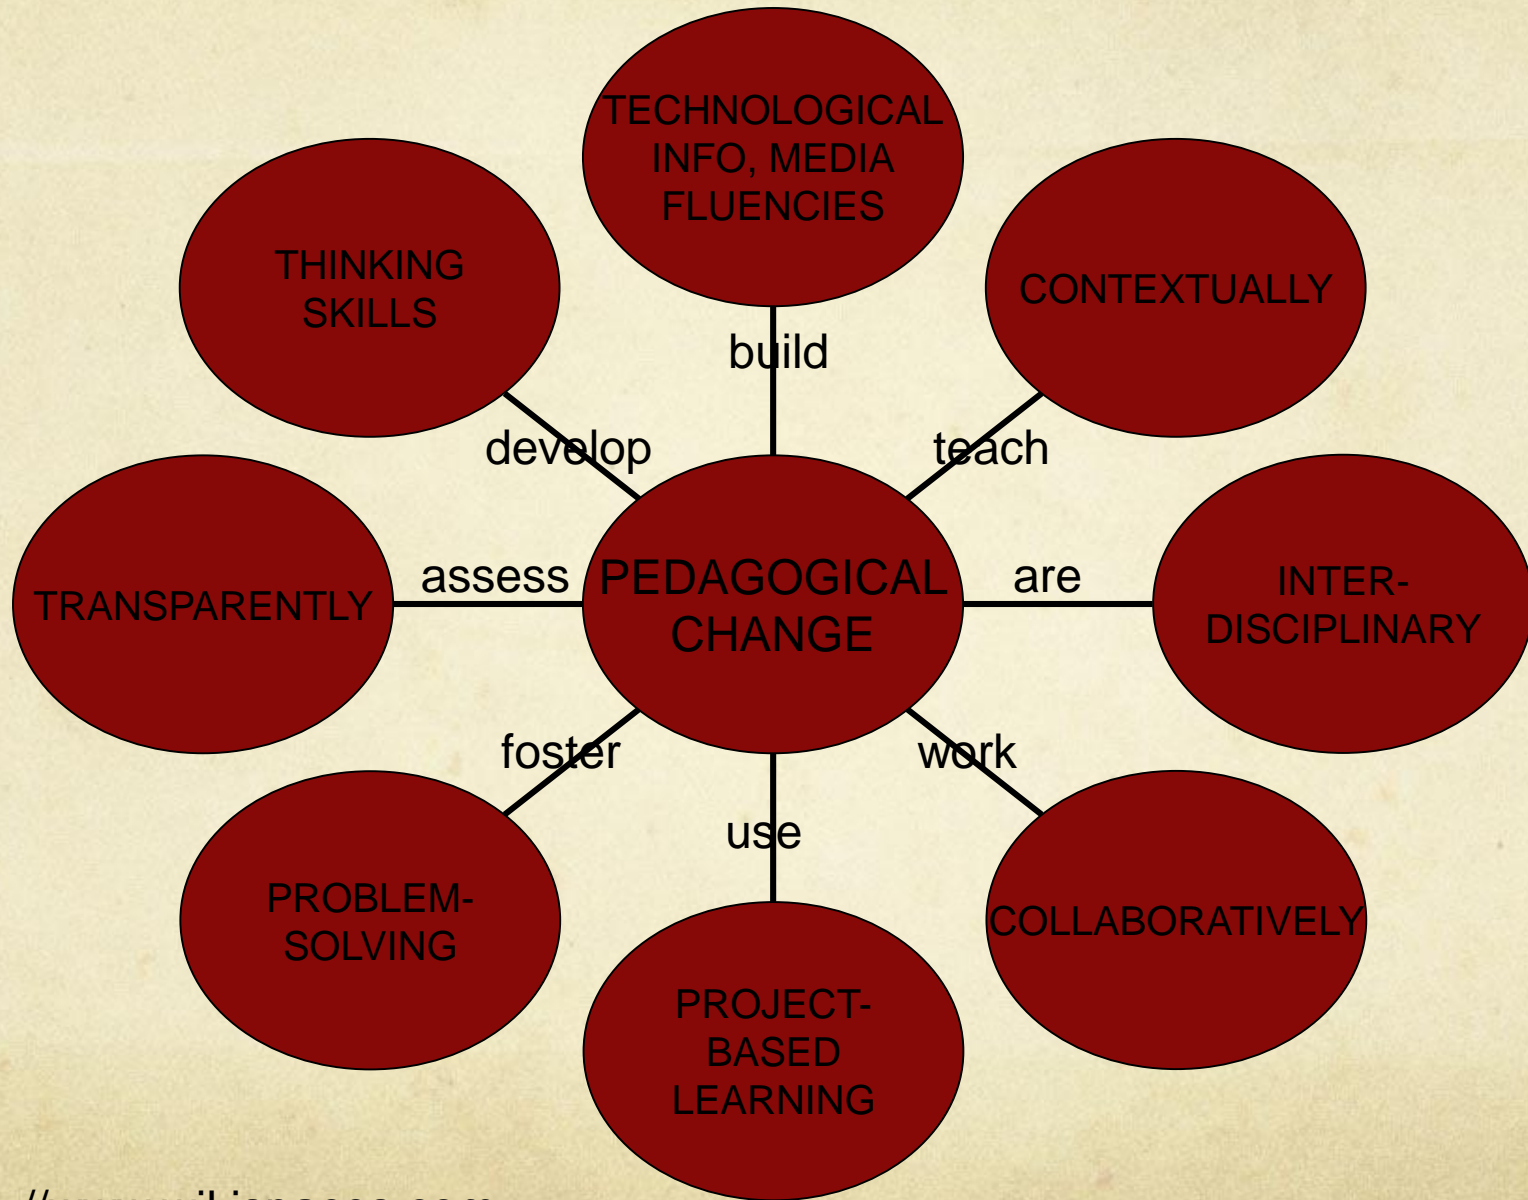 TECHNOLOGICAL
INFO, MEDIA
FLUENCIES
THINKING
SKILLS
CONTEXTUALLY
build
develop
teach
TRANSPARENTLY
assess
PEDAGOGICAL
CHANGE
are
INTER-
DISCIPLINARY
foster
work
use
PROBLEM-
SOLVING
COLLABORATIVELY
PROJECT-
BASED
LEARNING